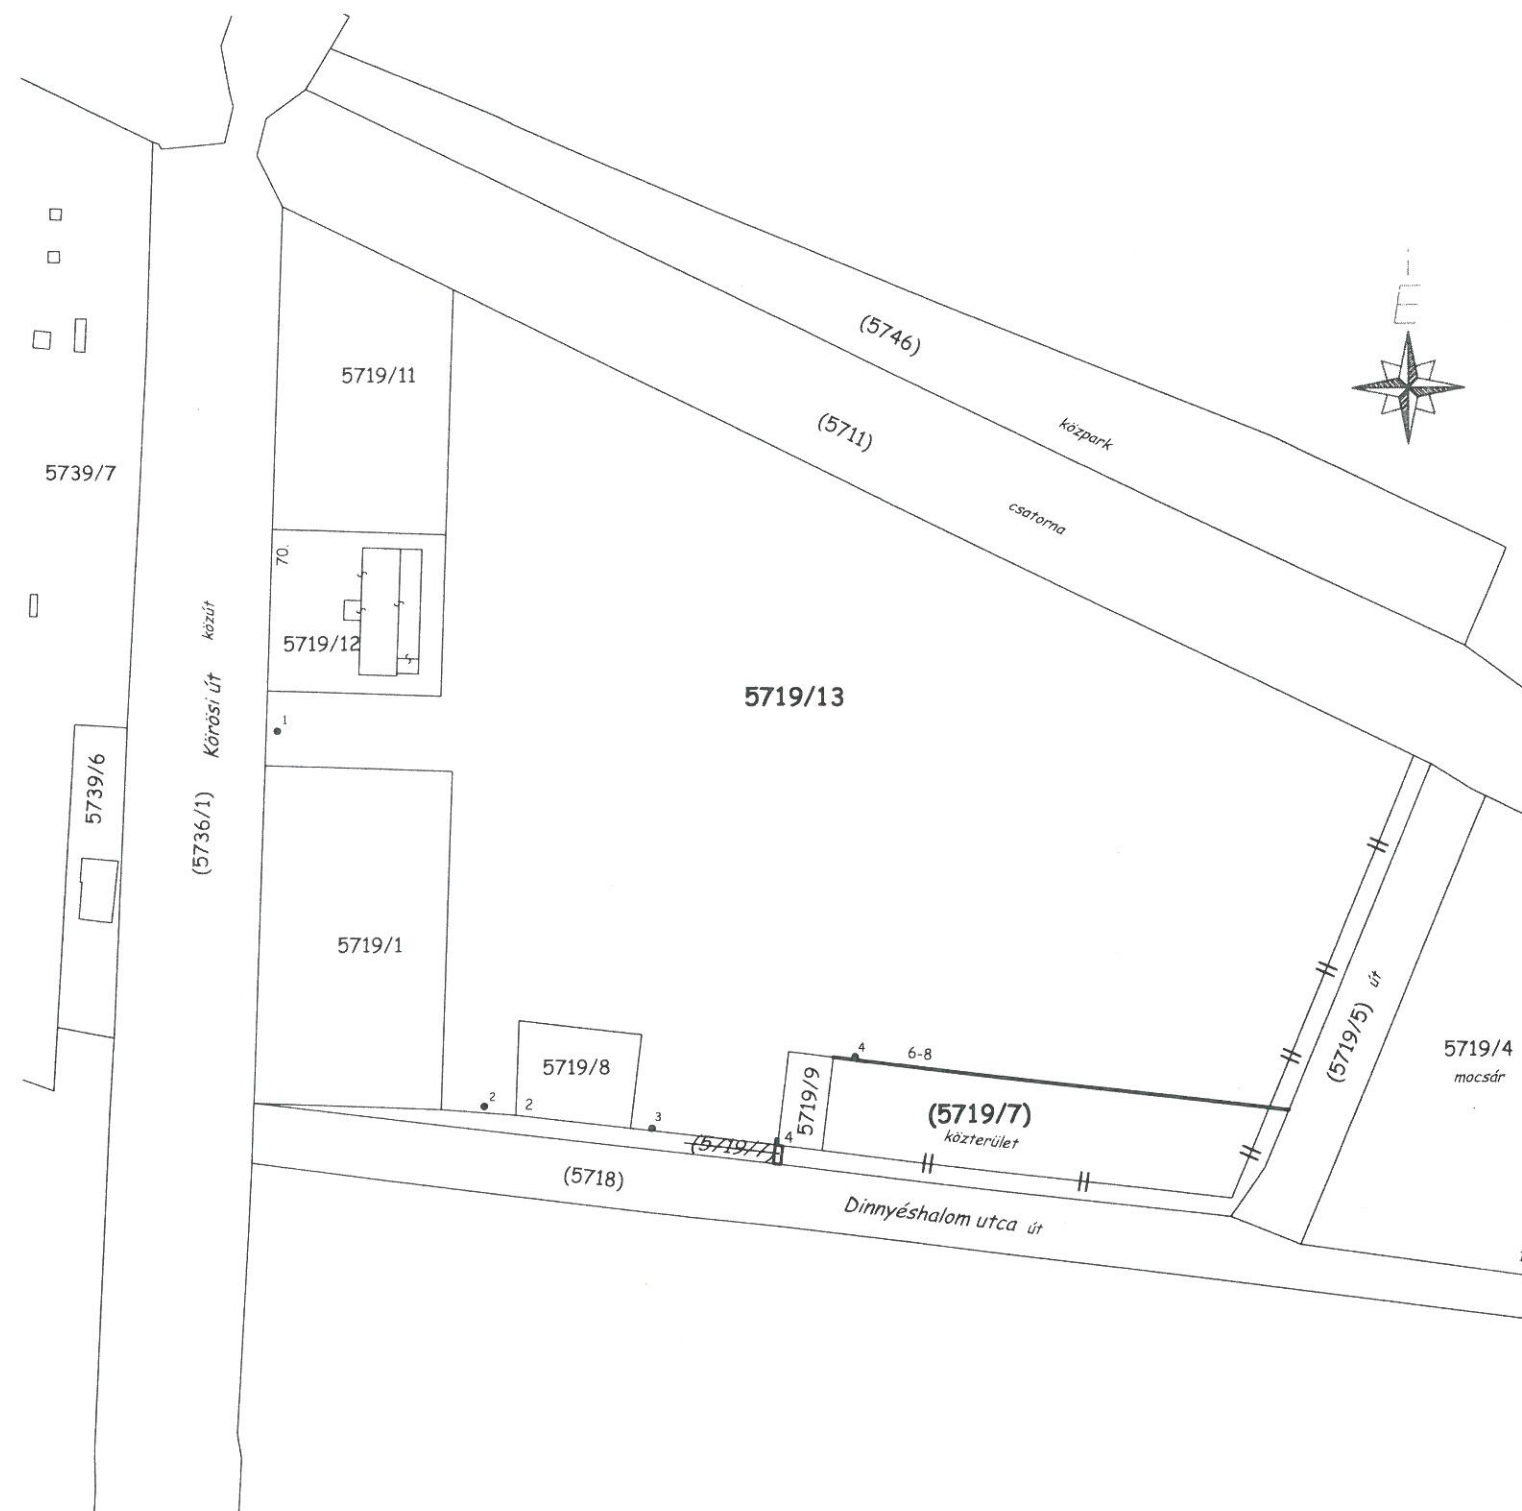 É
(5746)
5719/11
(5711)
közpark
5739/7
csatorna
70.
közút
5719/12
Körösi út
5719/13
1
5739/6
(5736/1)
5719/1
(5719/5) út
5719/4
mocsár
4
6-8
5719/8
5719/9
2
2
(5719/7)
közterület
3
4
(5719/7)
(5718)
Dinnyéshalom utca út